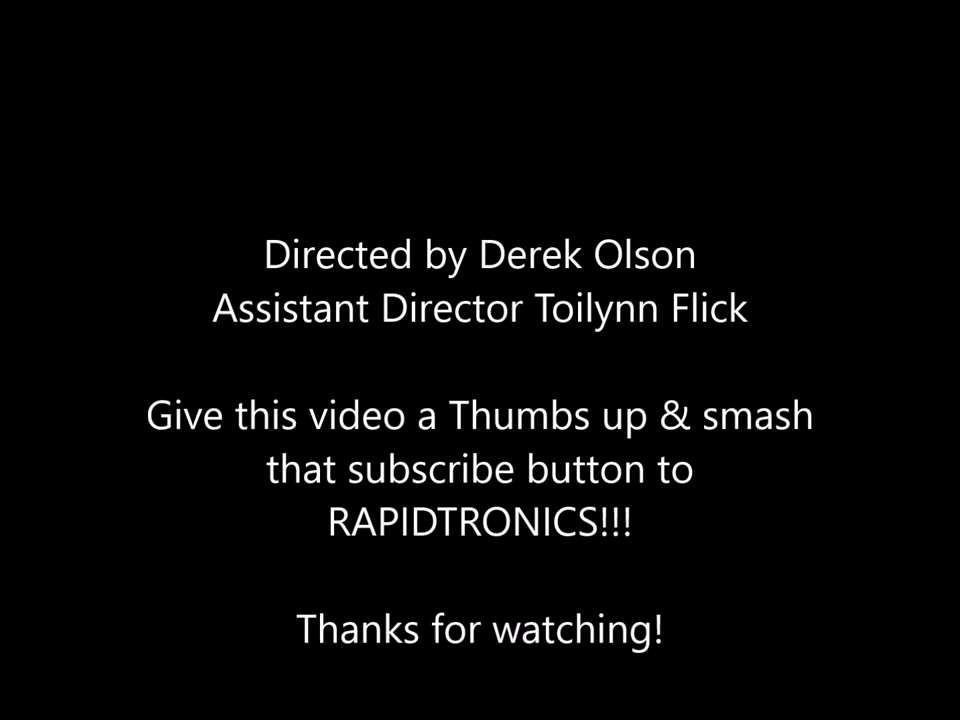 Directed by Derek Olson
Assistant Director Toilynn Flick
Give this video a Thumbs up & smash
that subscribe button to
RAPIDTRONICS!!!
Thanks for watching!